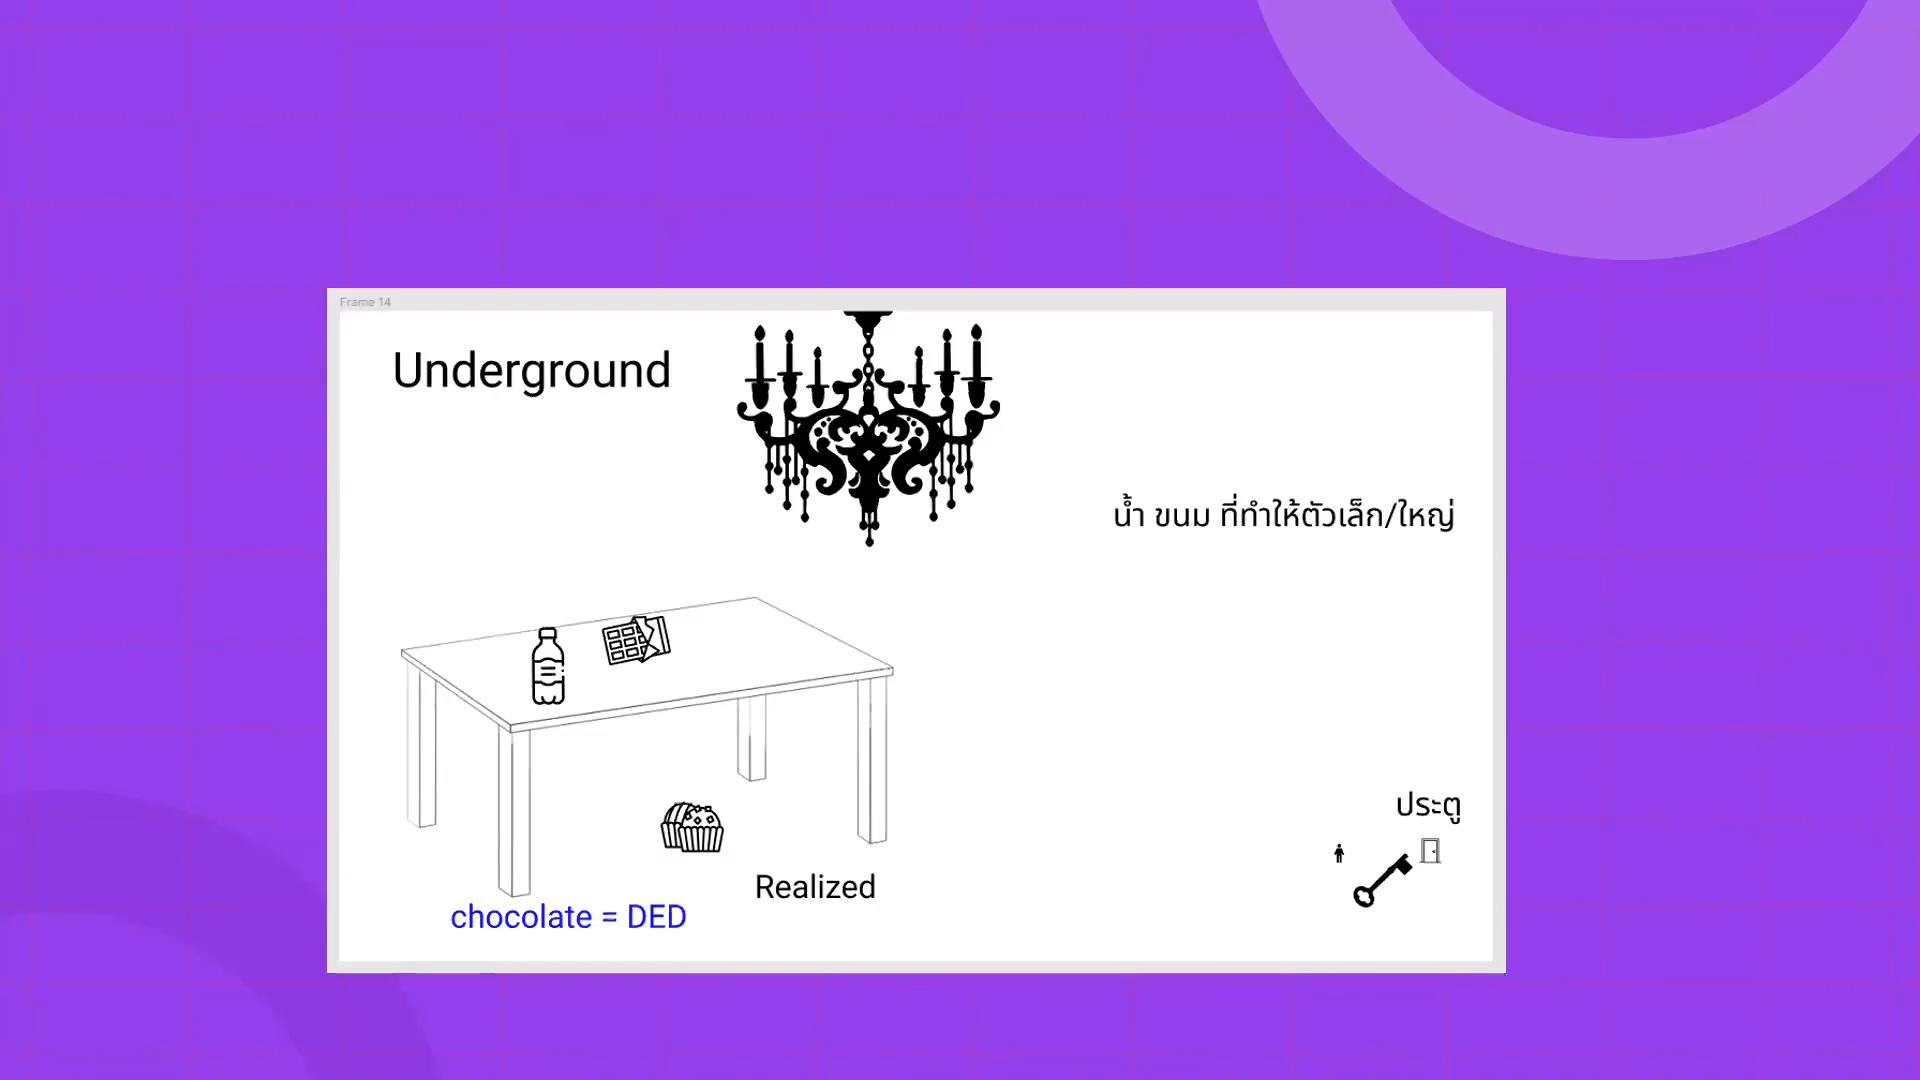 Frame 14
Underground
น้ำ ขนม ที่ทำให้ตัวเล็ก/ใหญ่
ประตู
Realized
chocolate = DED